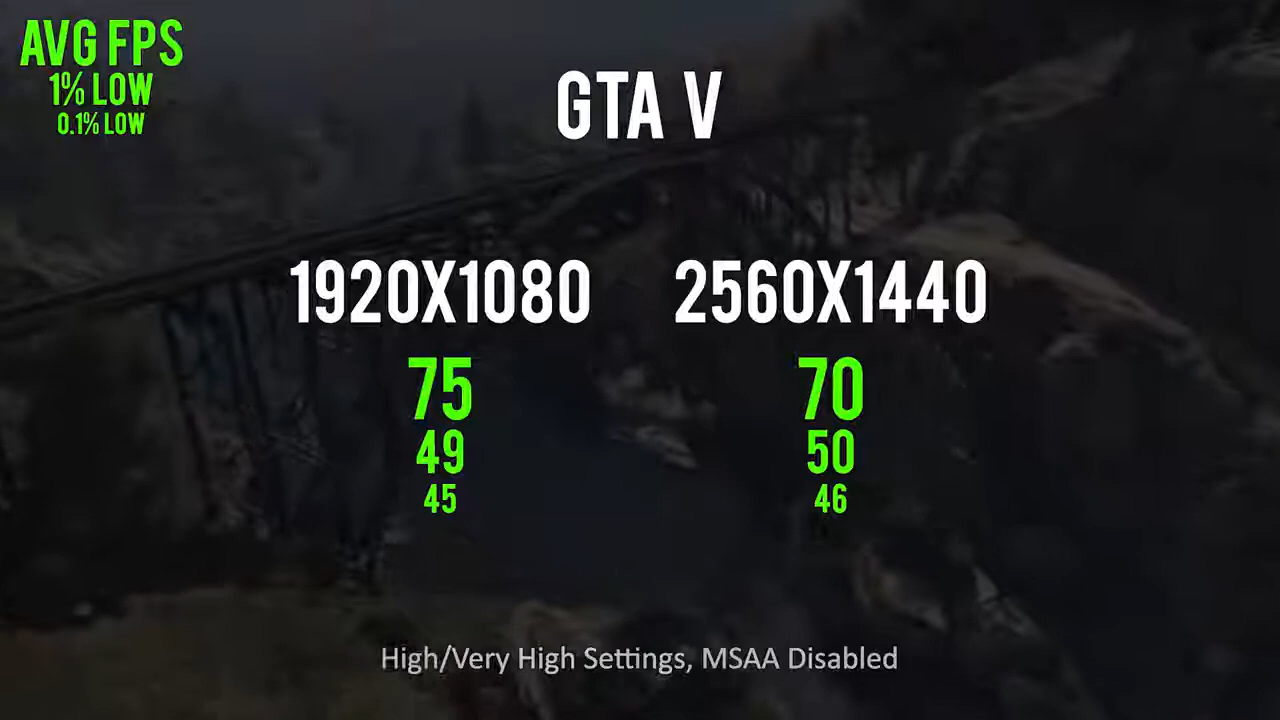 AVG FPS
1% LOW
0.1% LOW
GTA V
1920X1080 2560X1440
75 70
49 50
45 46
High/Very High Settings, MSAA Disabled